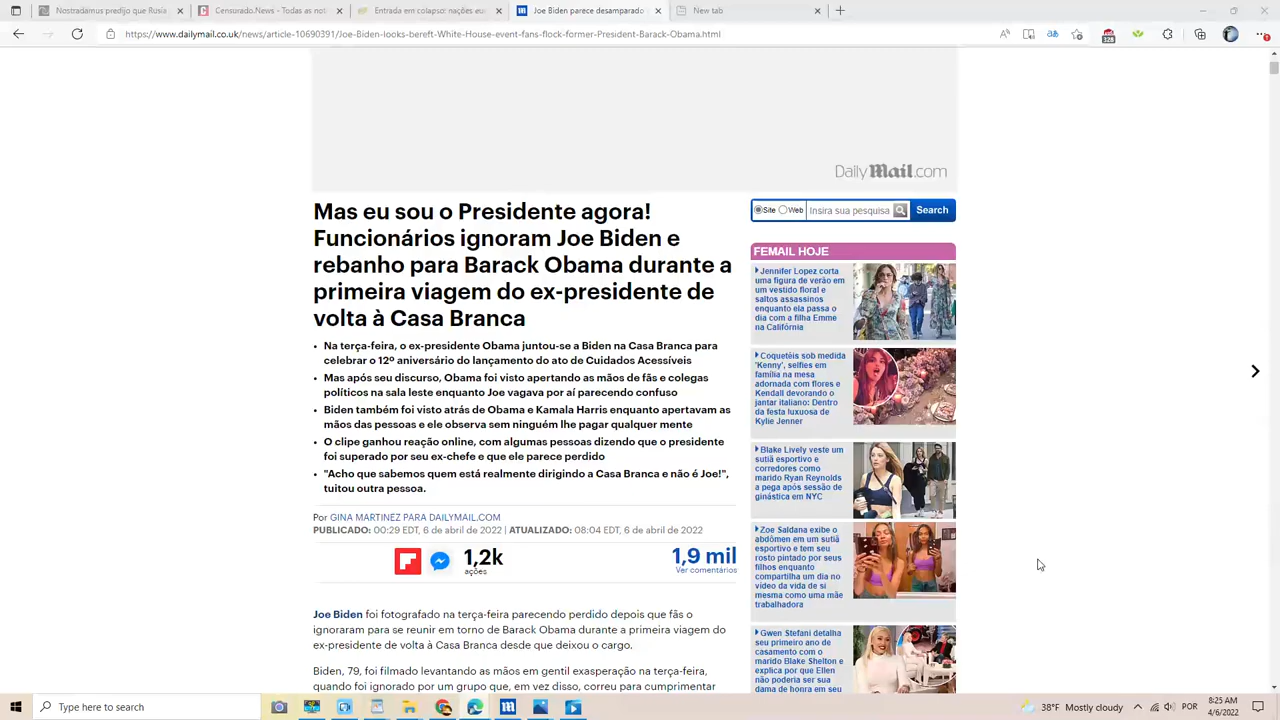 Nostradamus previu: "Rúsia
Censurado.News - Todas as not
Entrada em colapso: nações eu
Joe Biden parece desamparado
New tab
https://www.dailymail.co.uk/news/article-10690391/Joe-Biden-looks-bereft-White-House-event-fans-flock-former-President-Barack-Obama.html
328
DailyMail.com
Mas eu sou o Presidente agora!
Funcionários ignoram Joe Biden e
rebanho para Barack Obama durante a
primeira viagem do ex-presidente de
volta à Casa Branca
• Na terça-feira, o ex-presidente Obama juntou-se a Biden na Casa Branca para
celebrar o 12º aniversário do lançamento do ato de Cuidados Acessíveis
• Mas após seu discurso, Obama foi visto apertando as mãos de fãs e colegas
políticos na sala leste enquanto Joe vagava por aí parecendo confuso
• Biden também foi visto atrás de Obama e Kamala Harris enquanto apertavam as
mãos das pessoas e ele observa sem ninguém lhe pagar qualquer mente
• O clipe ganhou reação online, com algumas pessoas dizendo que o presidente
foi superado por seu ex-chefe e que ele parece perdido
• "Acho que sabemos quem está realmente dirigindo a Casa Branca e não é Joe!",
tuitou outra pessoa.
Por GINA MARTINEZ PARA DAILYMAIL.COM
PUBLICADO: 00:29 EDT, 6 de abril de 2022 | ATUALIZADO: 08:04 EDT, 6 de abril de 2022
1,2k
ações
1,9 mil
Ver comentários
Joe Biden foi fotografado na terça-feira parecendo perdido depois que fãs o
ignoraram para se reunir em torno de Barack Obama durante a primeira viagem do
ex-presidente de volta à Casa Branca desde que deixou o cargo.
Biden, 79, foi filmado levantando as mãos em gentil exasperação na terça-feira,
quando foi ignorado por um grupo que, em vez disso, correu para cumprimentar
Site Web Insira sua pesquisa Search
FEMAIL HOJE
Jennifer Lopez corta
uma figura de verão em
um vestido floral e
saltos assassinos
enquanto ela passa o
dia com a filha Emme
na Califórnia
Coquetéis sob medida
'Kenny', selfies em
família na mesa
adornada com flores e
Kendall devorando o
jantar italiano: Dentro
da festa luxuosa de
Kylie Jenner
Blake Lively veste um
sutiã esportivo e
corredores como
marido Ryan Reynolds
a pega após sessão de
ginástica em NYC
Zoe Saldana exibe o
abdômen em um sutiã
esportivo e tem seu
rosto pintado por seus
filhos enquanto
compartilha um dia no
vídeo da vida de si
mesma como uma mãe
trabalhadora
Gwen Stefani detalha
seu primeiro ano de
casamento com o
marido Blake Shelton e
explica por que Ellen
não poderia ser sua
dama de honra em seu
Type here to search
38°F Mostly cloudy
POR
8:25 AM
4/6/2022